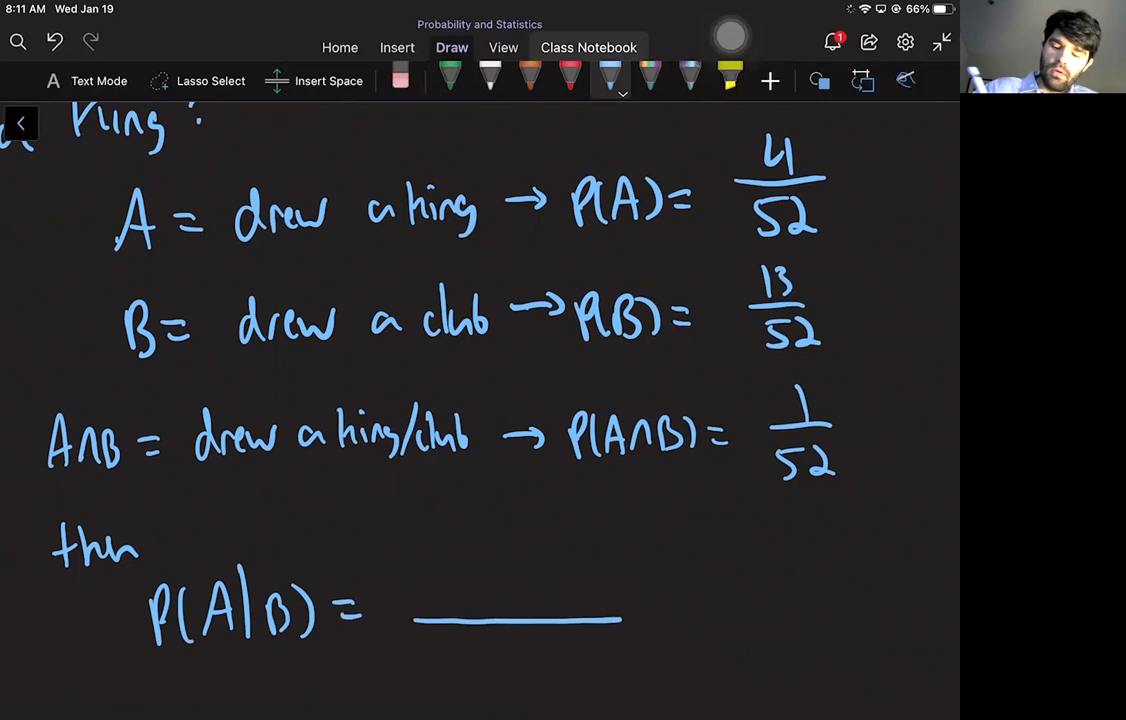 8:11 AM Wed Jan 19
66%
Probability and Statistics
Home Insert Draw View Class Notebook
1
A Text Mode Lasso Select Insert Space
King?
A = drew a king → P(A) = 4/52
B = drew a club → P(B) = 13/52
A∩B = drew a king/club → P(A∩B) = 1/52
then
P(A|B) =